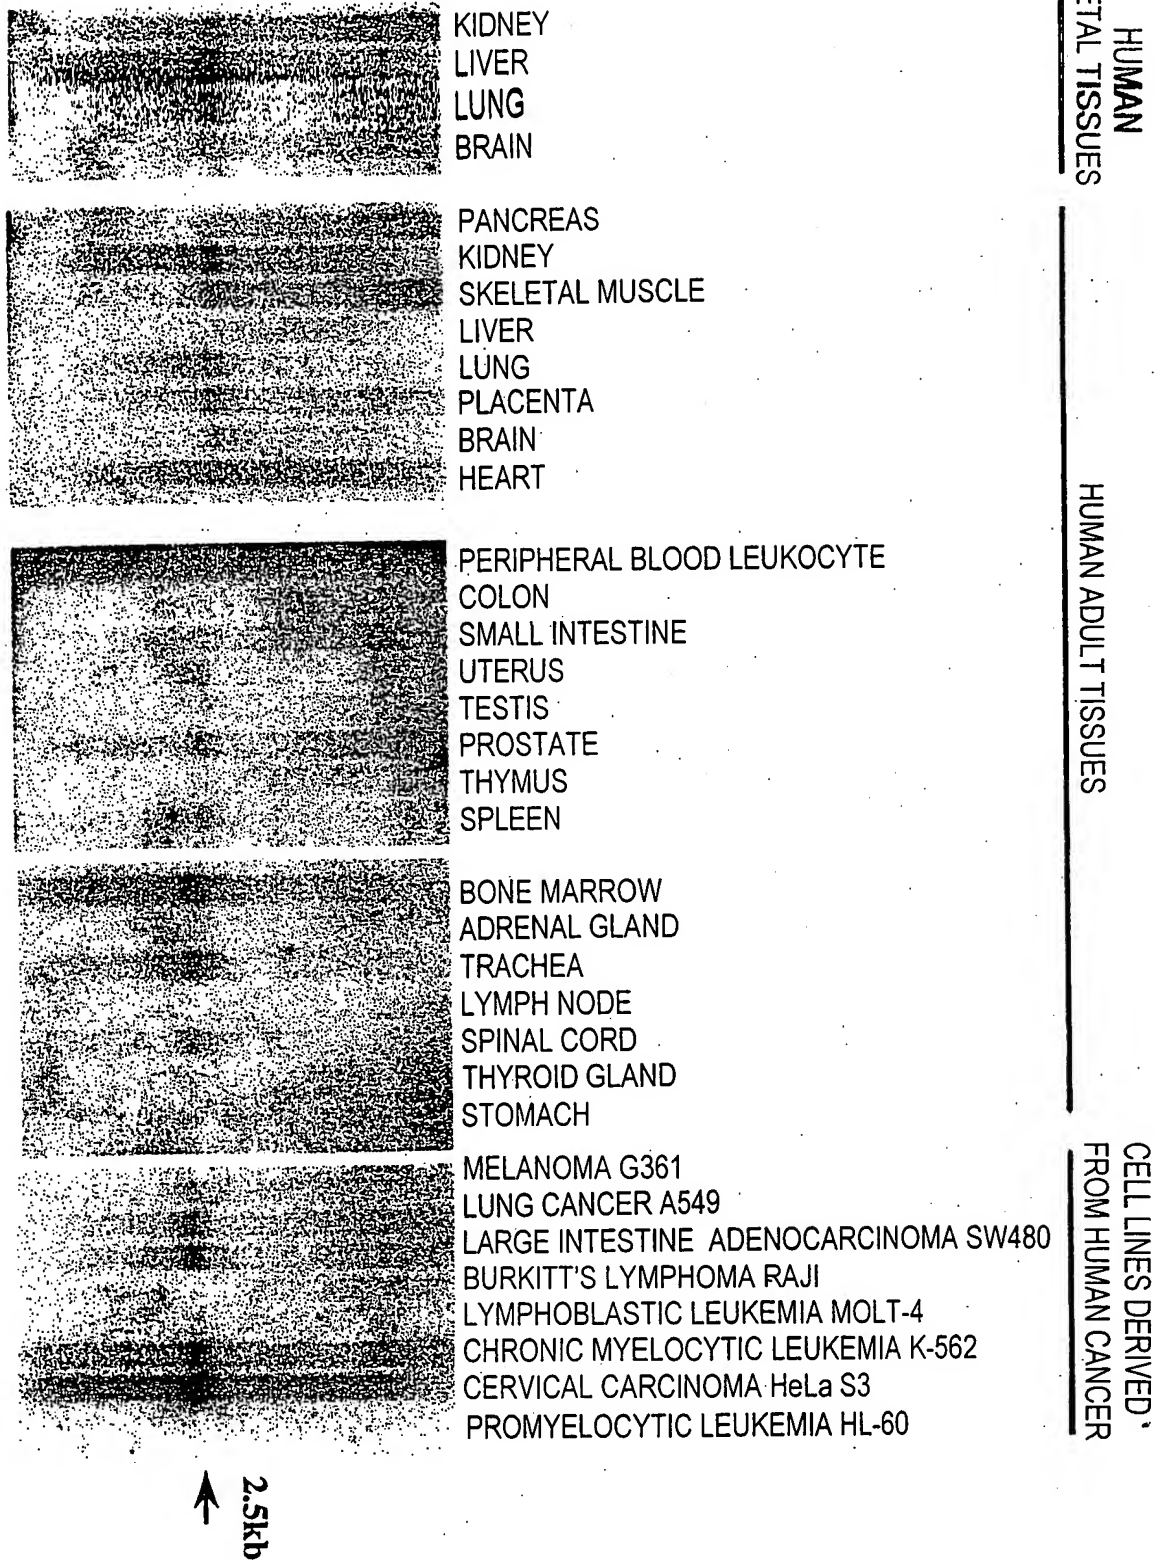 KIDNEY
LIVER
LUNG
BRAIN
PANCREAS
KIDNEY
SKELETAL MUSCLE
LIVER
LUNG
PLACENTA
BRAIN
HEART
PERIPHERAL BLOOD LEUKOCYTE
COLON
SMALL INTESTINE
UTERUS
TESTIS
PROSTATE
THYMUS
SPLEEN
BONE MARROW
ADRENAL GLAND
TRACHEA
LYMPH NODE
SPINAL CORD
THYROID GLAND
STOMACH
MELANOMA G361
LUNG CANCER A549
LARGE INTESTINE ADENOCARCINOMA SW480
BURKITT'S LYMPHOMA RAJI
LYMPHOBLASTIC LEUKEMIA MOLT-4
CHRONIC MYELOCYTIC LEUKEMIA K-562
CERVICAL CARCINOMA HeLa S3
PROMYELOCYTIC LEUKEMIA HL-60
HUMAN
TISSUES
HUMAN ADULT TISSUES
CELL LINES DERIVED
FROM HUMAN CANCER
2.5kb